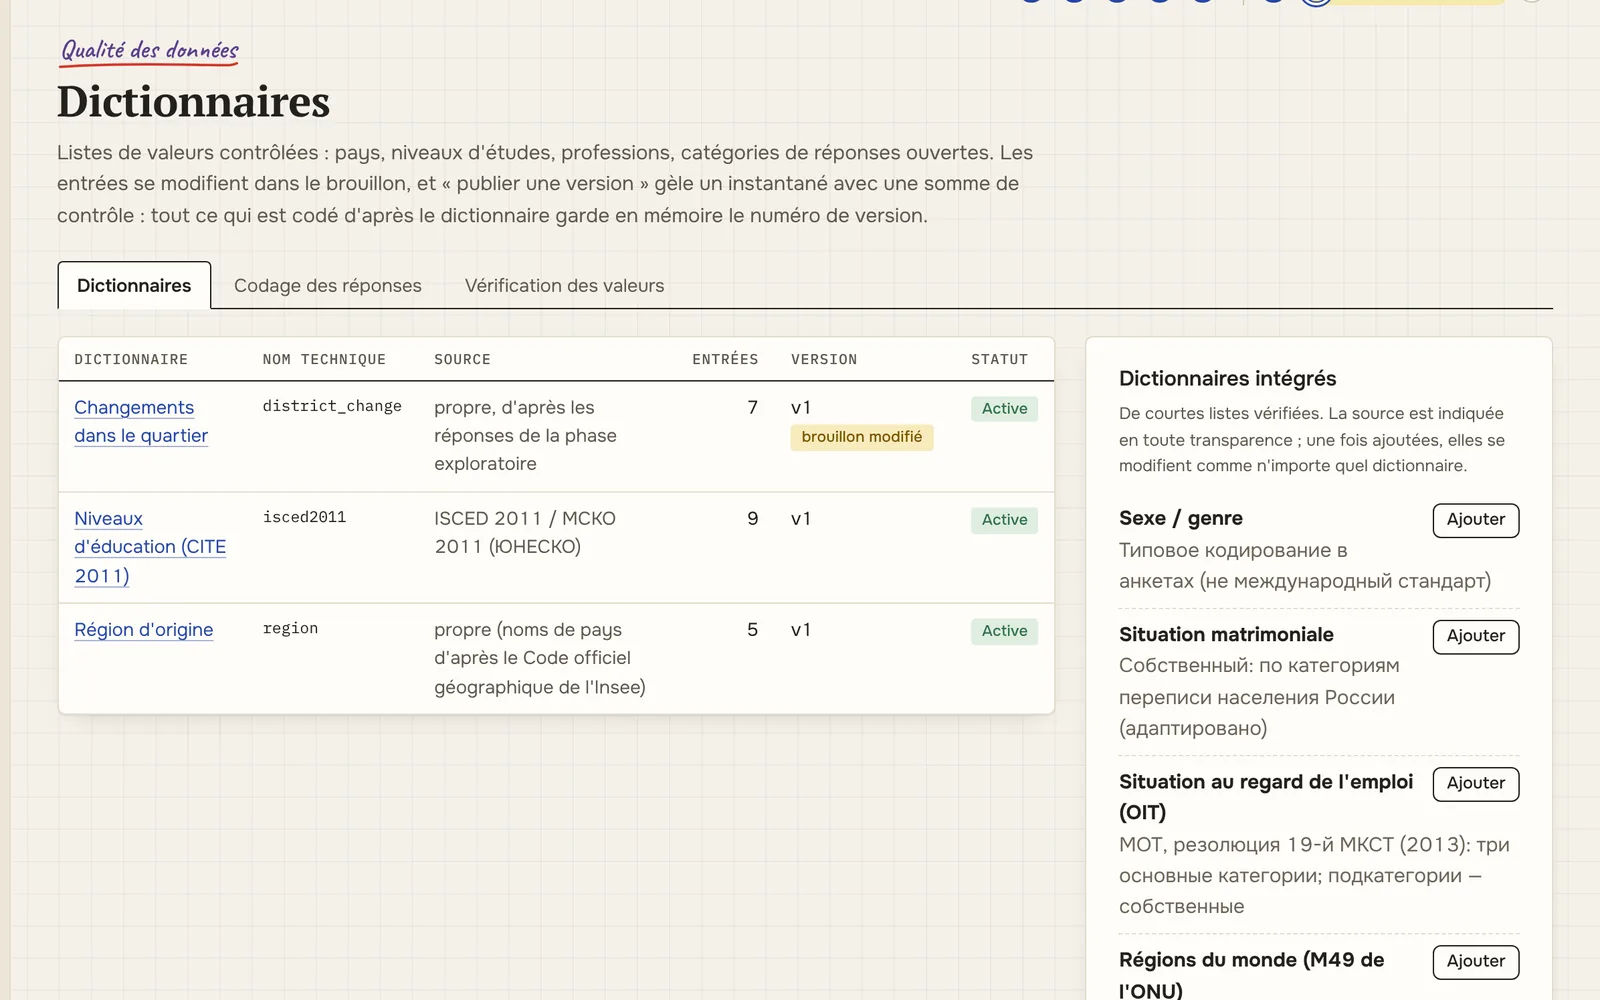 Qualité des données
Dictionnaires
Listes de valeurs contrôlées : pays, niveaux d'études, professions, catégories de réponses ouvertes. Les
entrées se modifient dans le brouillon, et « publier une version » gèle un instantané avec une somme de
contrôle : tout ce qui est codé d'après le dictionnaire garde en mémoire le numéro de version.
Dictionnaires
Codage des réponses
Vérification des valeurs
DICTIONNAIRE
NOM TECHNIQUE
SOURCE
ENTRÉES
VERSION
STATUT
Changements
dans le quartier
district_change
propre, d'après les
réponses de la phase
exploratoire
7
v1
brouillon modifié
Active
Niveaux
d'éducation (CITE
2011)
isced2011
ISCED 2011 / МСКО
2011 (ЮНЕСКО)
9
v1
Active
Région d'origine
region
propre (noms de pays
d'après le Code officiel
géographique de l'Insee)
5
v1
Active
Dictionnaires intégrés
De courtes listes vérifiées. La source est indiquée
en toute transparence ; une fois ajoutées, elles se
modifient comme n'importe quel dictionnaire.
Sexe / genre
Ajouter
Типовое кодирование в
анкетах (не международный стандарт)
Situation matrimoniale
Ajouter
Собственный: по категориям
переписи населения России
(адаптировано)
Situation au regard de l'emploi
(OIT)
Ajouter
МОТ, резолюция 19-й МКСТ (2013): три
основные категории; подкатегории —
собственные
Régions du monde (M49 de
l'ONU)
Ajouter